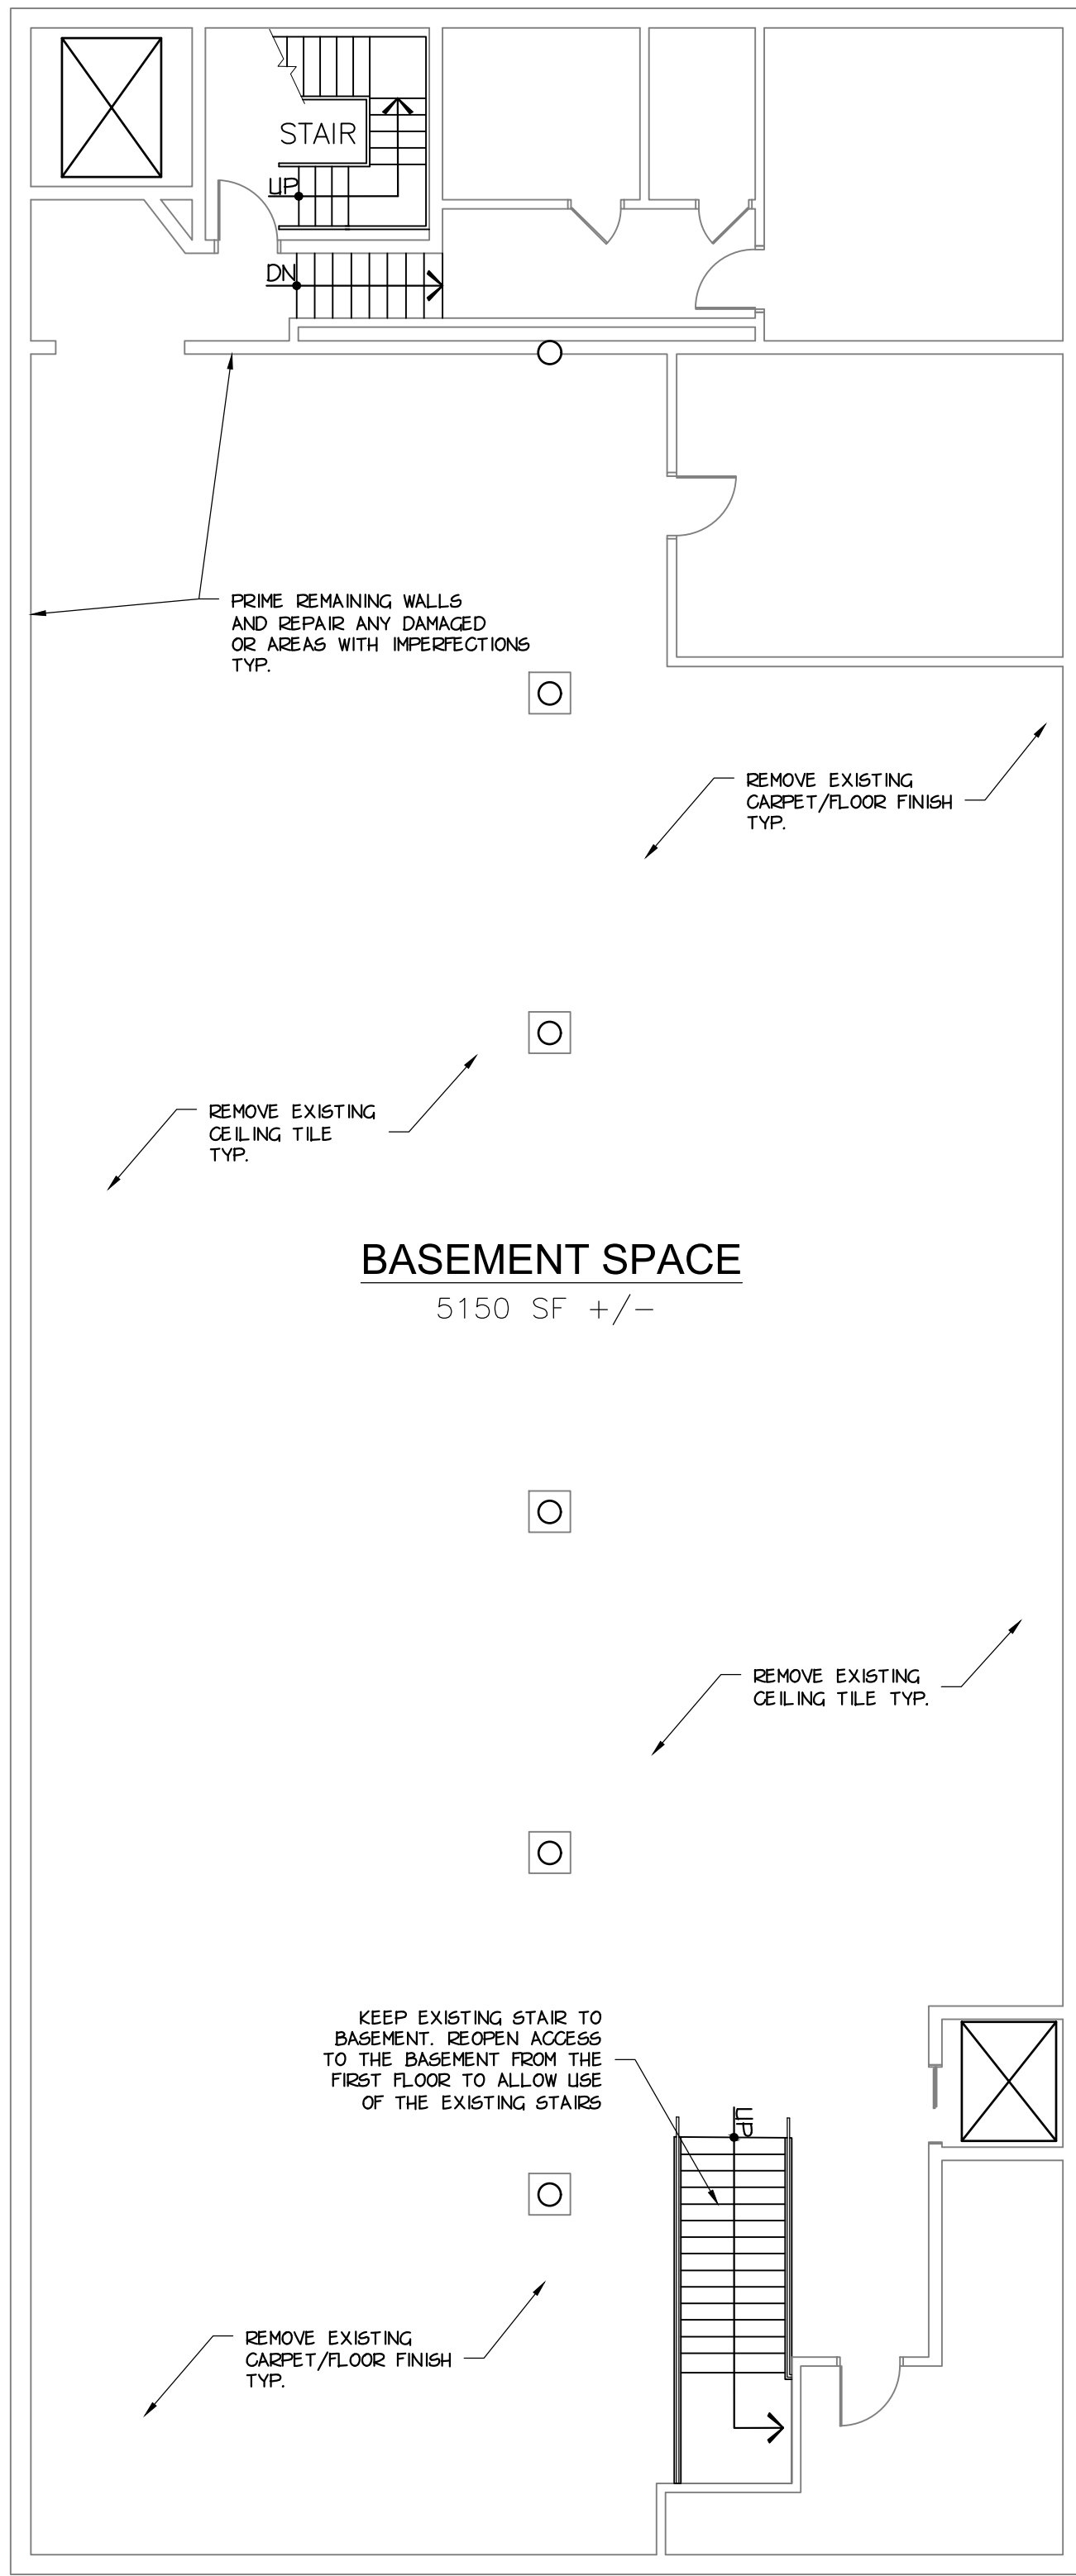 STAIR
UP
DN
PRIME REMAINING WALLS
AND REPAIR ANY DAMAGED
OR AREAS WITH IMPERFECTIONS
TYP.
REMOVE EXISTING
CARPET/FLOOR FINISH
TYP.
REMOVE EXISTING
CEILING TILE
TYP.
BASEMENT SPACE
5150 SF +/-
REMOVE EXISTING
CEILING TILE TYP.
KEEP EXISTING STAIR TO
BASEMENT. REOPEN ACCESS
TO THE BASEMENT FROM THE
FIRST FLOOR TO ALLOW USE
OF THE EXISTING STAIRS
UP
REMOVE EXISTING
CARPET/FLOOR FINISH
TYP.